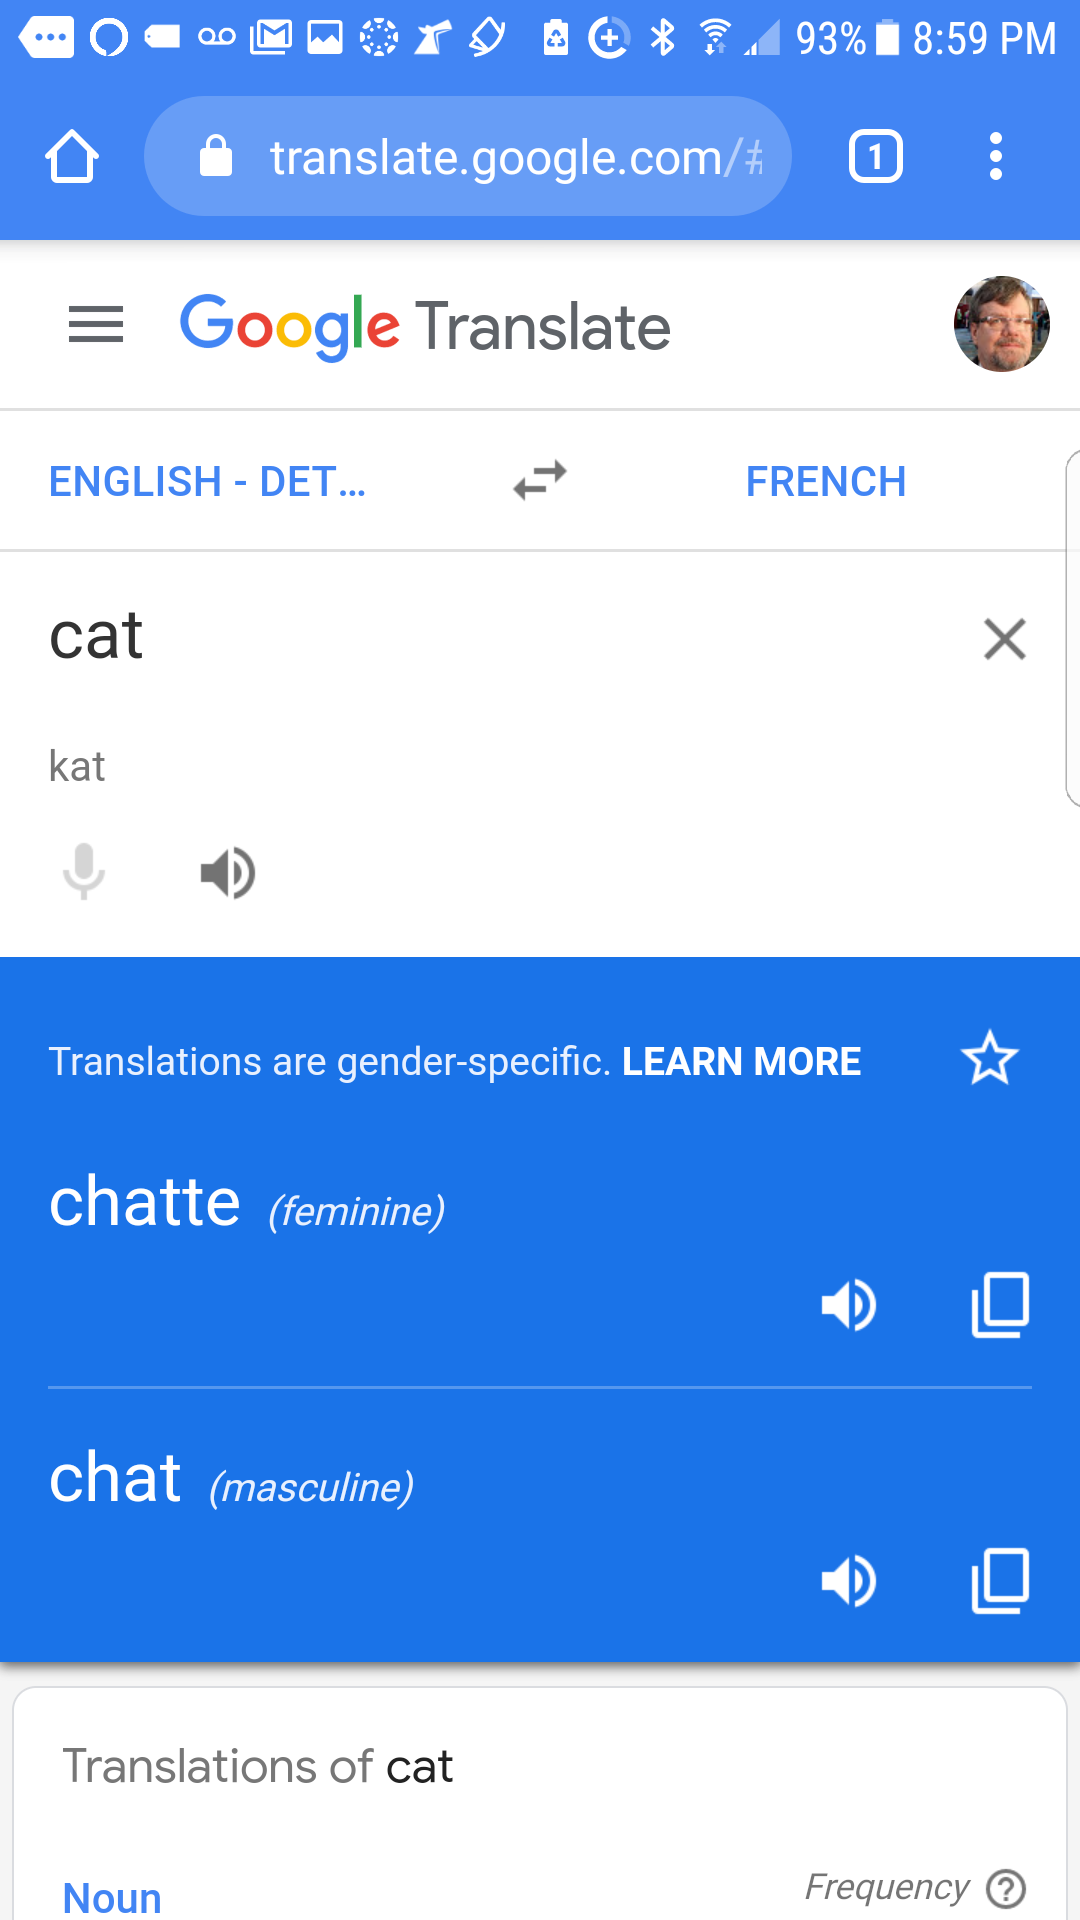 93% 8:59 PM
translate.google.com/#
1
Google Translate
ENGLISH - DET... FRENCH
cat
kat
Translations are gender-specific. LEARN MORE
chatte (feminine)
chat (masculine)
Translations of cat
Noun Frequency ?